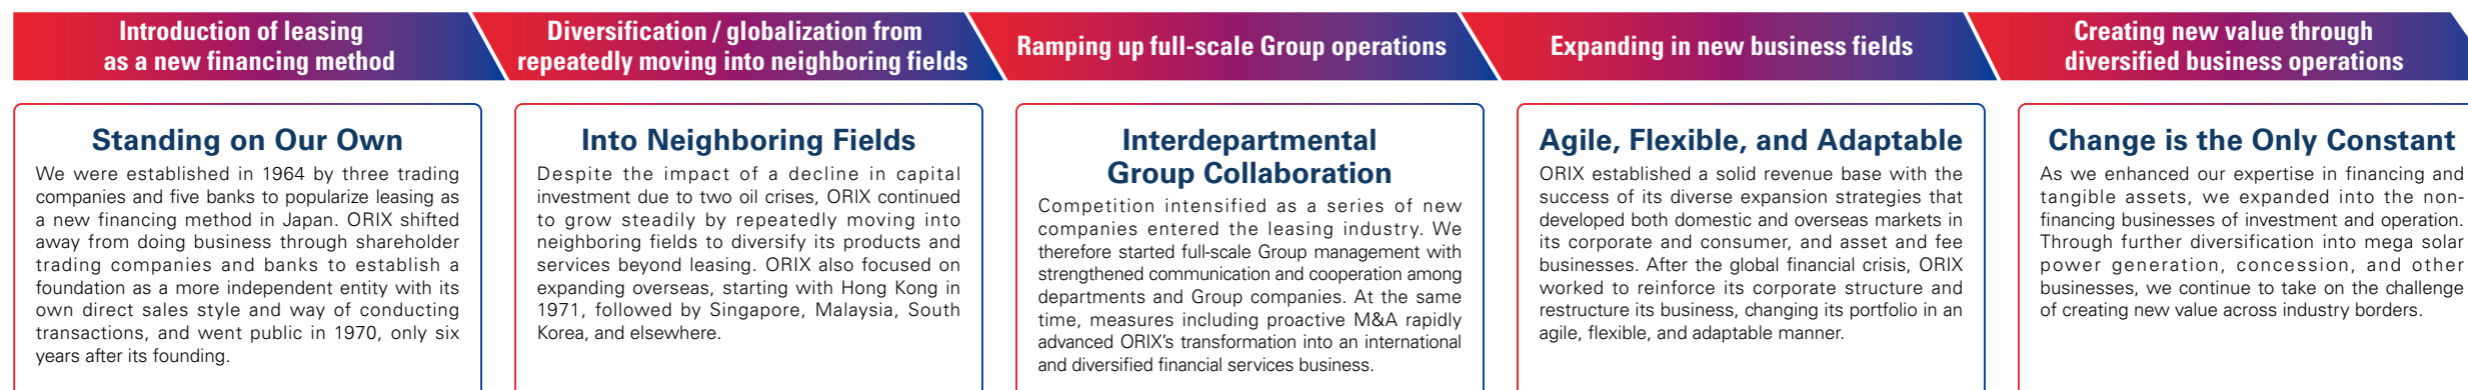 Introduction of leasing
as a new financing method
Diversification / globalization from
repeatedly moving into neighboring fields
Ramping up full-scale Group operations
Expanding in new business fields
Creating new value through
diversified business operations
Standing on Our Own
We were established in 1964 by three trading
companies and five banks to popularize leasing as
a new financing method in Japan. ORIX shifted
away from doing business through shareholder
trading companies and banks to establish a
foundation as a more independent entity with its
own direct sales style and way of conducting
transactions, and went public in 1970, only six
years after its founding.
Into Neighboring Fields
Despite the impact of a decline in capital
investment due to two oil crises, ORIX continued
to grow steadily by repeatedly moving into
neighboring fields to diversify its products and
services beyond leasing. ORIX also focused on
expanding overseas, starting with Hong Kong in
1971, followed by Singapore, Malaysia, South
Korea, and elsewhere.
Interdepartmental
Group Collaboration
Competition intensified as a series of new
companies entered the leasing industry. We
therefore started full-scale Group management with
strengthened communication and cooperation among
departments and Group companies. At the same
time, measures including proactive M&A rapidly
advanced ORIX's transformation into an international
and diversified financial services business.
Agile, Flexible, and Adaptable
ORIX established a solid revenue base with the
success of its diverse expansion strategies that
developed both domestic and overseas markets in
its corporate and consumer, and asset and fee
businesses. After the global financial crisis, ORIX
worked to reinforce its corporate structure and
restructure its business, changing its portfolio in an
agile, flexible, and adaptable manner.
Change is the Only Constant
As we enhanced our expertise in financing and
tangible assets, we expanded into the non-
financing businesses of investment and operation.
Through further diversification into mega solar
power generation, concession, and other
businesses, we continue to take on the challenge
of creating new value across industry borders.